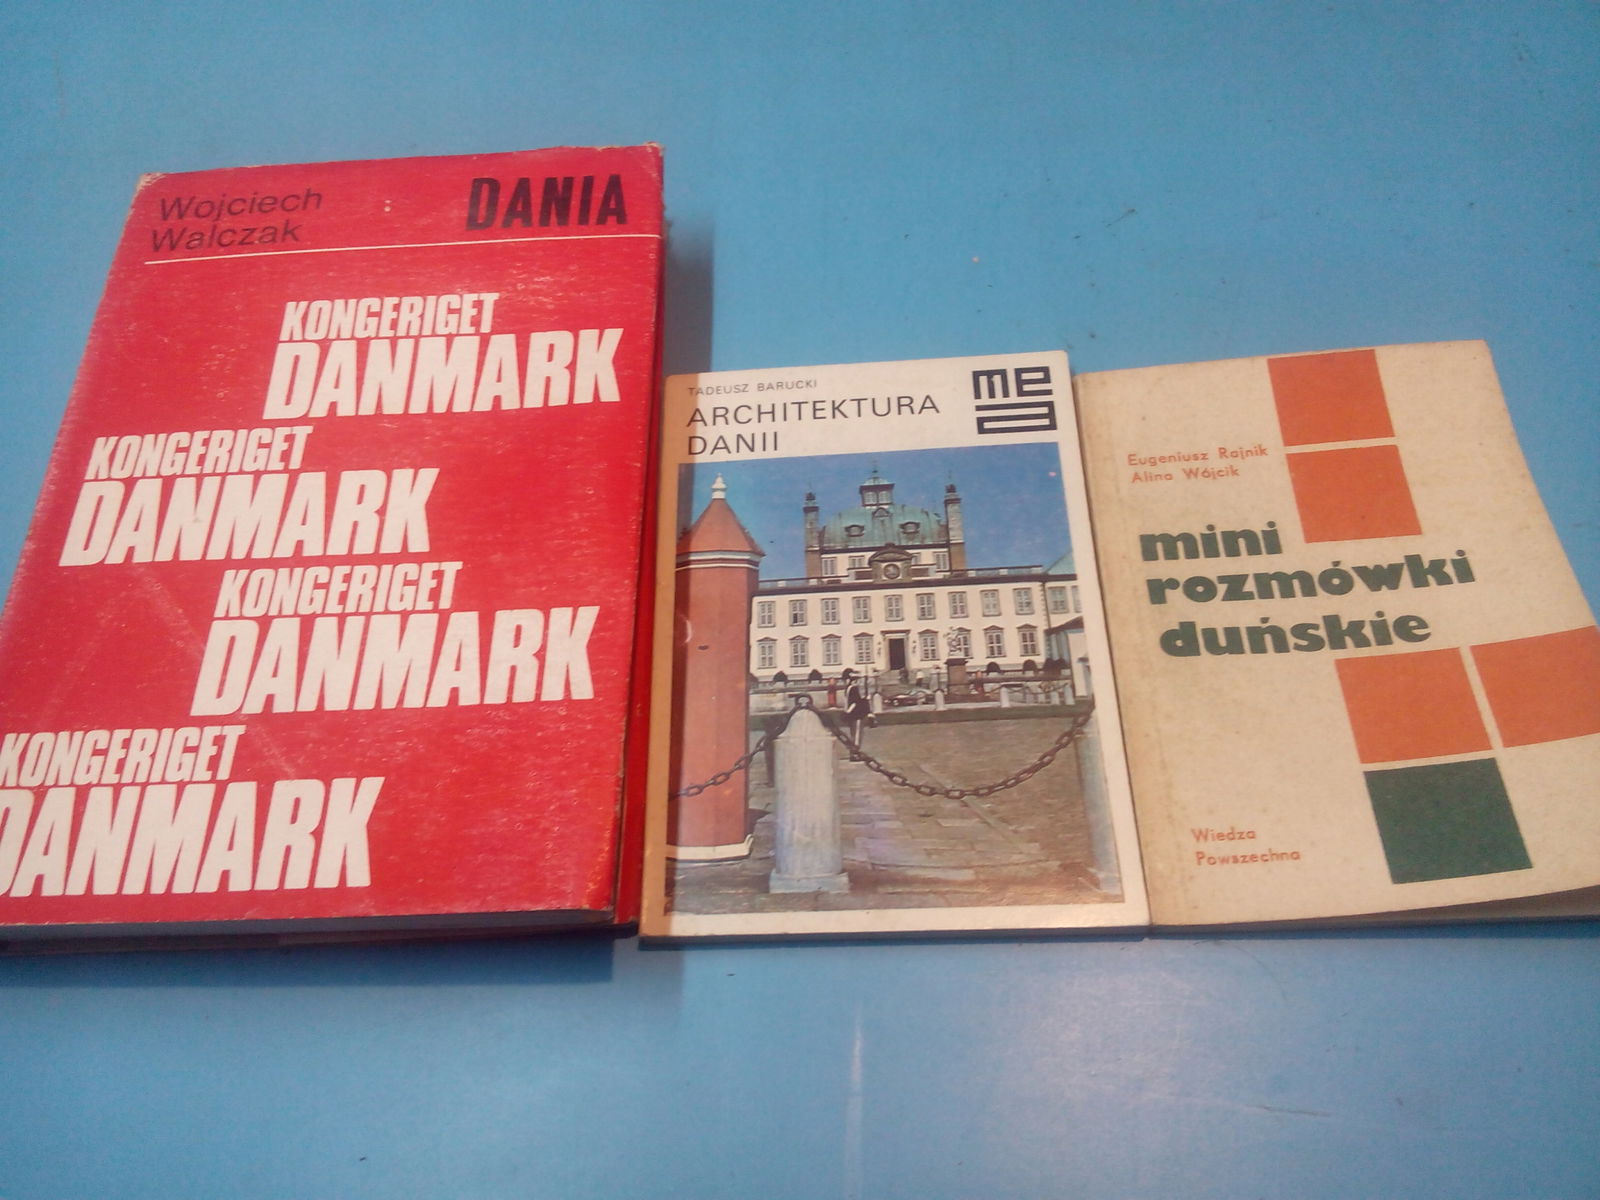 Wojciech
Walczak
DANIA
KONGERIGET
DANMARK
KONGERIGET
DANMARK
KONGERIGET
DANMARK
KONGERIGET
DANMARK
TADEUSZ BARUCKI
ARCHITEKTURA
DANII
mea
Eugeniusz Rajnik
Alina Wójcik
mini
rozmówki
duńskie
Wiedza
Powszechna